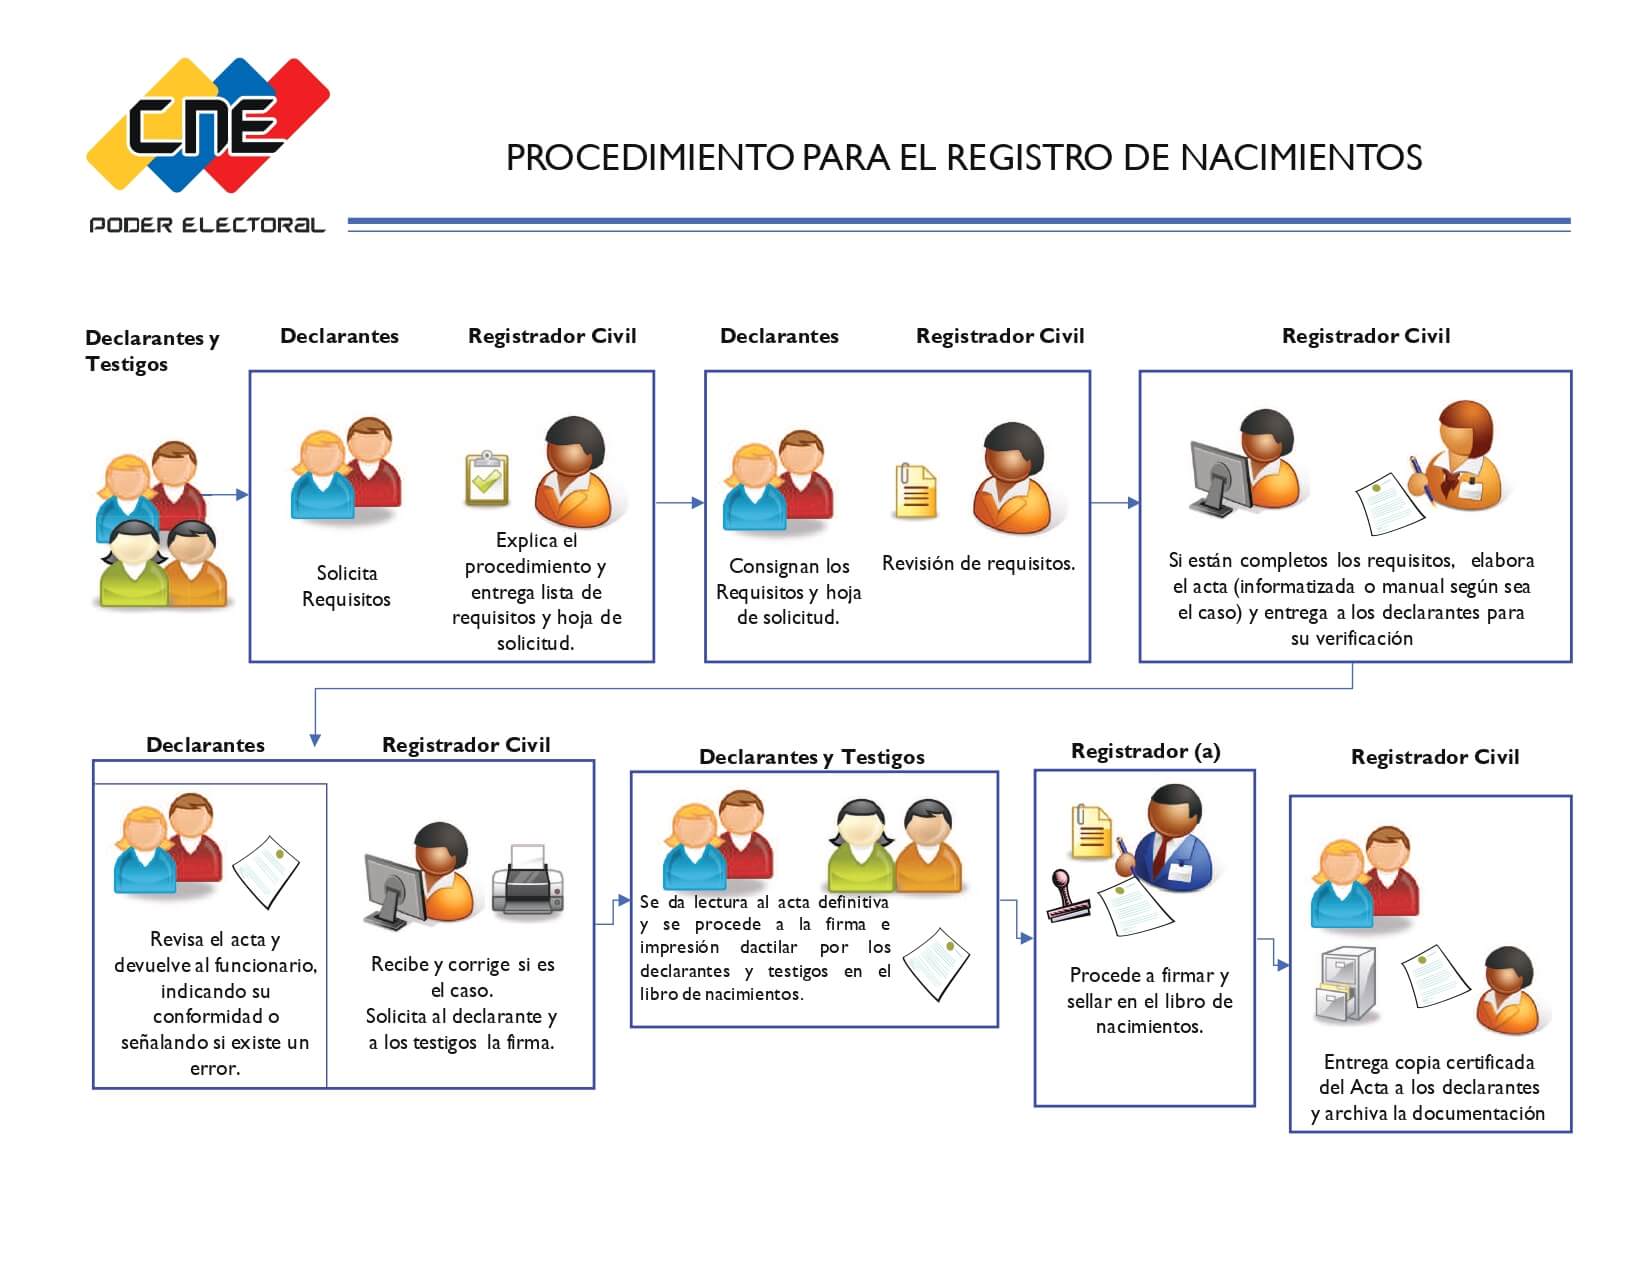 CNE
PODER ELECTORAL
PROCEDIMIENTO PARA EL REGISTRO DE NACIMIENTOS
Declarantes y
Testigos
Declarantes
Registrador Civil
Solicita
Requisitos
Explica el
procedimiento y
entrega lista de
requisitos y hoja de
solicitud.
Declarantes
Registrador Civil
Consignan los
Requisitos y hoja
de solicitud.
Revisión de requisitos.
Registrador Civil
Si están completos los requisitos, elabora
el acta (informatizada o manual según sea
el caso) y entrega a los declarantes para
su verificación
Declarantes
Registrador Civil
Revisa el acta y
devuelve al funcionario,
indicando su
conformidad o
señalando si existe un
error.
Recibe y corrige si es
el caso.
Solicita al declarante y
a los testigos la firma.
Declarantes y Testigos
Se da lectura al acta definitiva
y se procede a la firma e
impresión dactilar por los
declarantes y testigos en el
libro de nacimientos.
Registrador (a)
Procede a firmar y
sellar en el libro de
nacimientos.
Registrador Civil
Entrega copia certificada
del Acta a los declarantes
y archiva la documentación